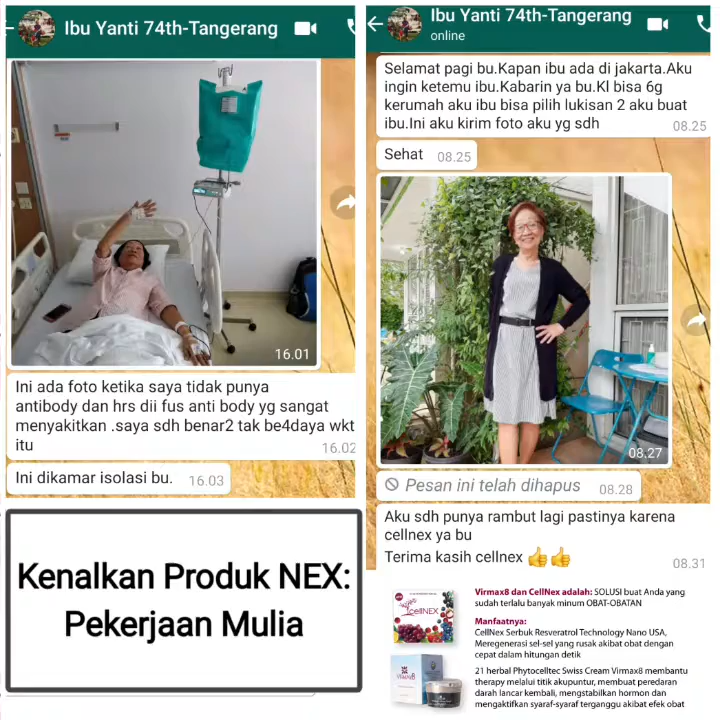 Ibu Yanti 74th-Tangerang
16.01
Ini ada foto ketika saya tidak punya
antibody dan hrs dii fus anti body yg sangat
menyakitkan .saya sdh benar2 tak be4daya wkt
itu
16.02
Ini dikamar isolasi bu. 16.03
Kenalkan Produk NEX:
Pekerjaan Mulia
Ibu Yanti 74th-Tangerang
online
Selamat pagi bu.Kapan ibu ada di jakarta.Aku
ingin ketemu ibu.Kabarin ya bu.Kl bisa 6g
kerumah aku ibu bisa pilih lukisan 2 aku buat
ibu.Ini aku kirim foto aku yg sdh 08.25
Sehat 08.25
08.27
Pesan ini telah dihapus 08.28
Aku sdh punya rambut lagi pastinya karena
cellnex ya bu
Terima kasih cellnex 👍👍 08.31
CellNEX
Virmax8
Virmax8 dan CellNex adalah: SOLUSI buat Anda yang
sudah terlalu banyak minum OBAT-OBATAN
Manfaatnya:
CellNex Serbuk Resveratrol Technology Nano USA,
Meregenerasi sel-sel yang rusak akibat obat dengan
cepat dalam hitungan detik
21 herbal Phytocelltec Swiss Cream Virmax8 membantu
therapy melalui titik akupuntur, membuat peredaran
darah lancar kembali, mengstabilkan hormon dan
mengaktifkan syaraf-syaraf terganggu akibat efek obat